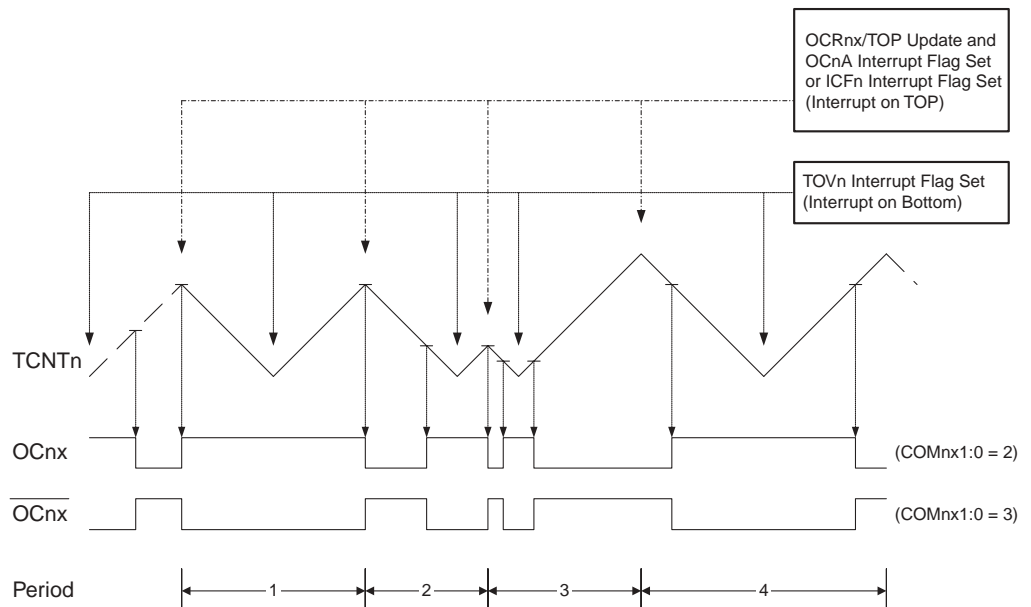 OCRnx/TOP Update and
OCnA Interrupt Flag Set
or ICFn Interrupt Flag Set
(Interrupt on TOP)
TOVn Interrupt Flag Set
(Interrupt on Bottom)
TCNTn
OCnx
(COMnx1:0 = 2)
OCnx
(COMnx1:0 = 3)
Period
1
2
3
4